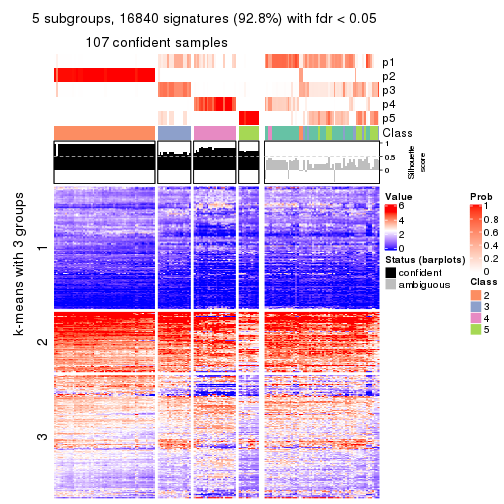 5 subgroups, 16840 signatures (92.8%) with fdr < 0.05
107 confident samples
p1
p2
p3
p4
p5
Class
1
0.5
0
Silhouette
score
k-means with 3 groups
1
2
3
Value
6
4
2
0
Status (barplots)
confident
ambiguous
Prob
1
0.8
0.6
0.4
0.2
0
Class
2
3
4
5